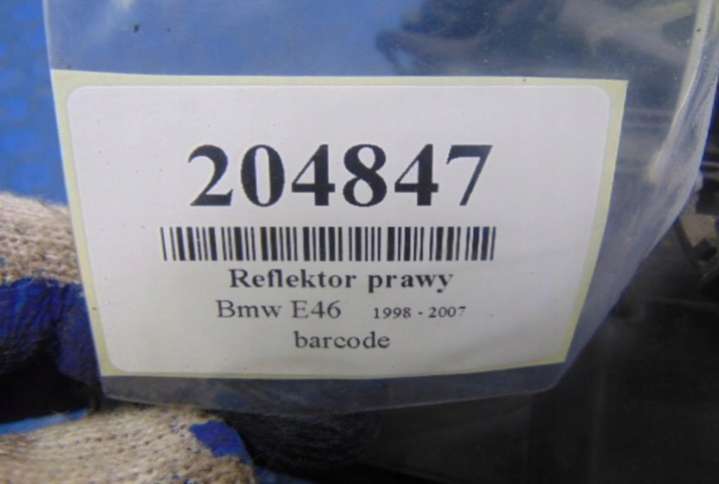 204847
Reflektor prawy
Bmw E46 1998 - 2007
barcode